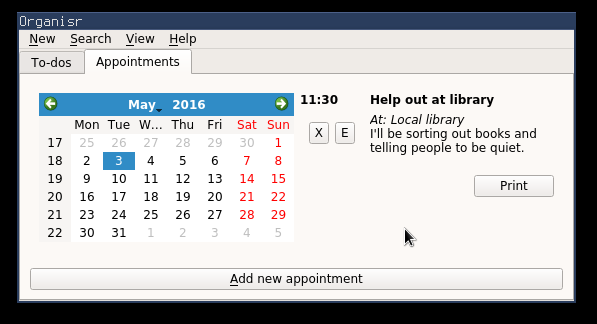 Organisr
New Search View Help
To-dos Appointments
May 2016
Mon Tue W... Thu Fri Sat Sun
17 25 26 27 28 29 30 1
18 2 3 4 5 6 7 8
19 9 10 11 12 13 14 15
20 16 17 18 19 20 21 22
21 23 24 25 26 27 28 29
22 30 31 1 2 3 4 5
11:30
X E
Help out at library
At: Local library
I'll be sorting out books and
telling people to be quiet.
Print
Add new appointment